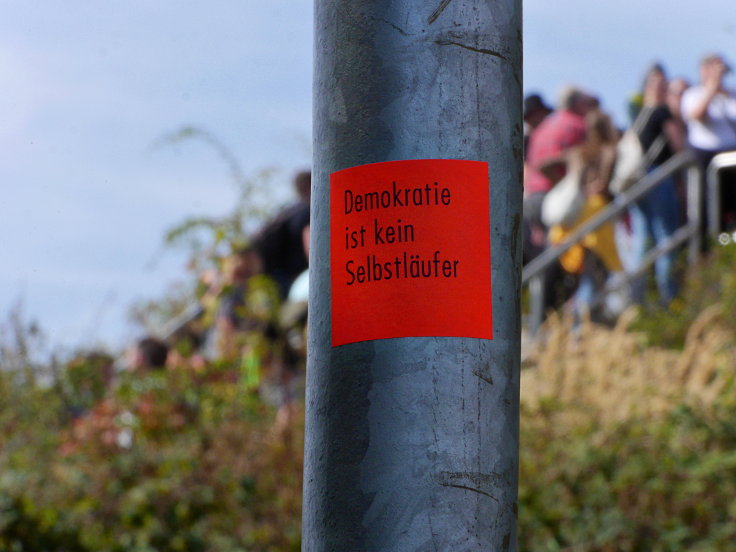 Demokratie
ist kein
Selbstläufer